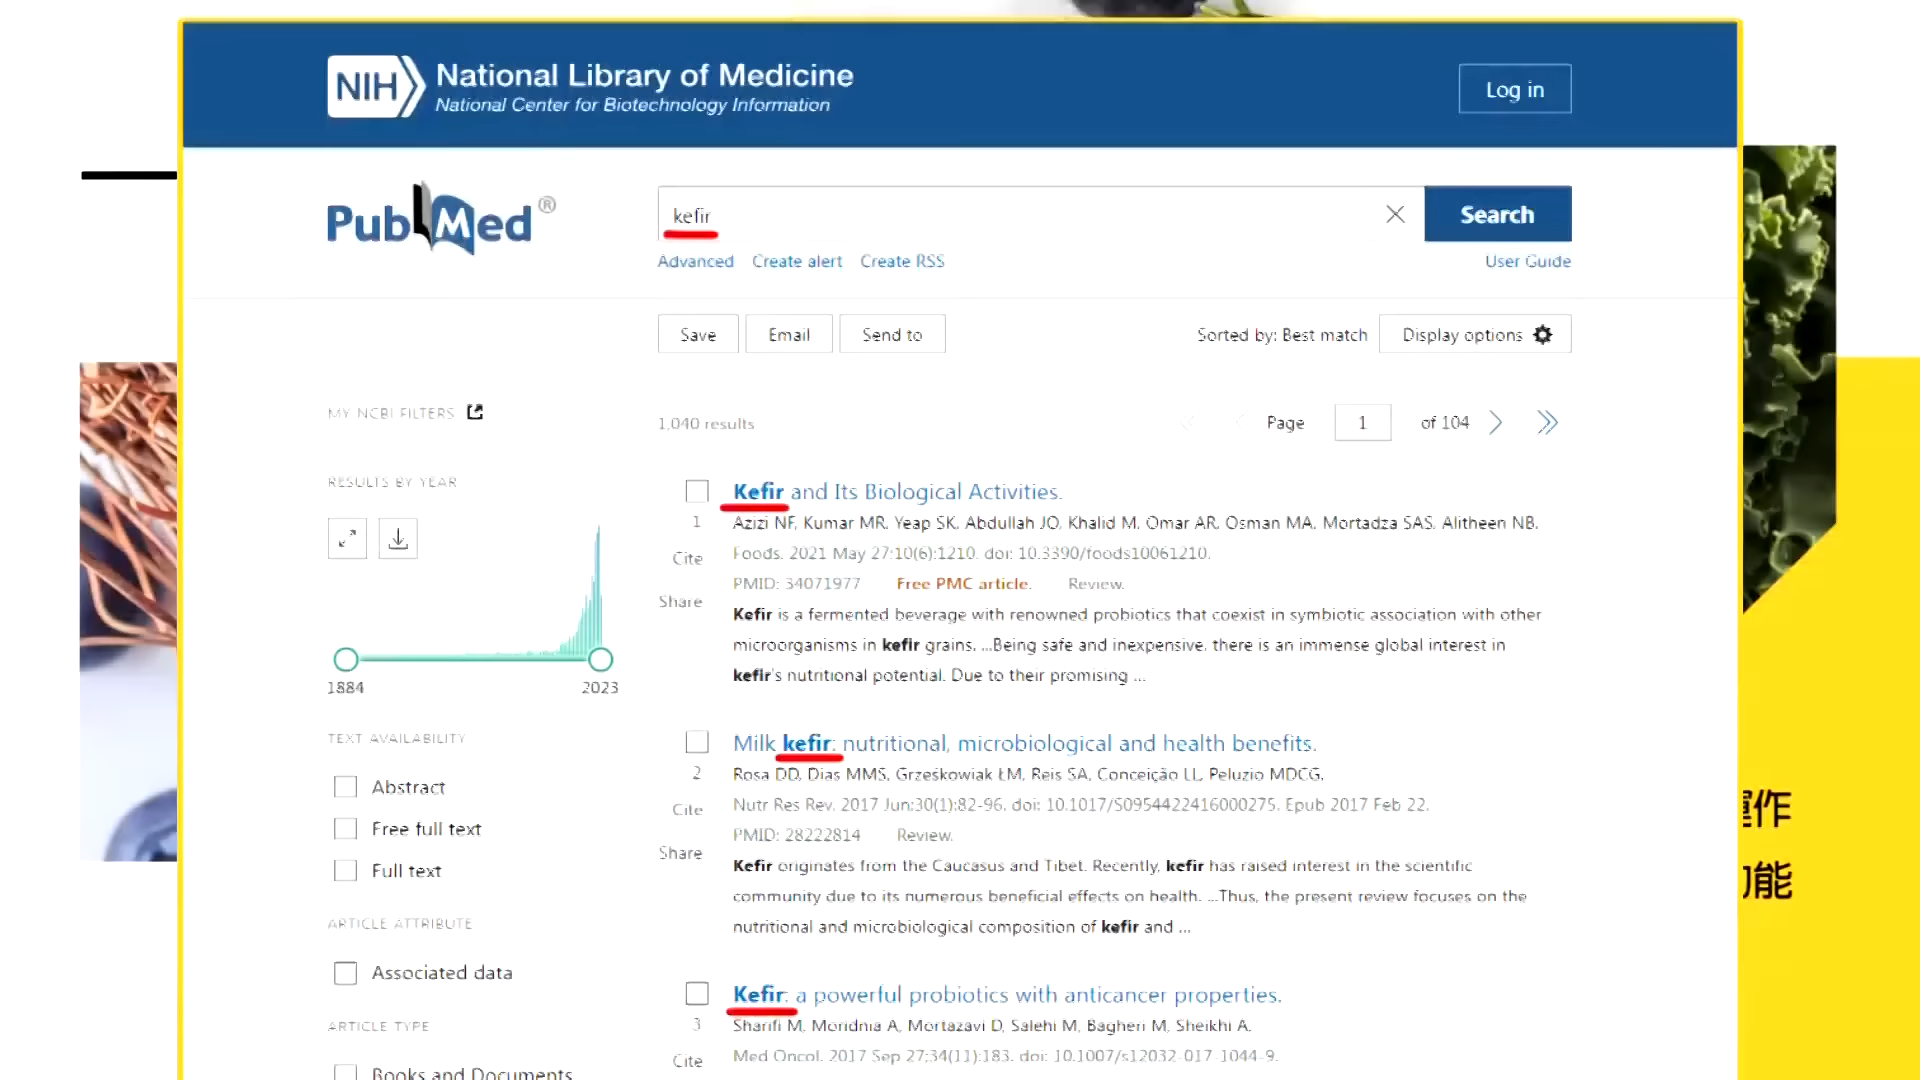 NIH National Library of Medicine
National Center for Biotechnology Information
Log in
PubMed®
kefir
Search
Advanced Create alert Create RSS
User Guide
Save Email Send to
Sorted by: Best match Display options
MY NCBI FILTERS
1,040 results
Page 1 of 104
RESULTS BY YEAR
1884 2023
TEXT AVAILABILITY
Abstract
Free full text
Full text
ARTICLE ATTRIBUTE
Associated data
ARTICLE TYPE
Books and Documents
Kefir and Its Biological Activities.
1
Cite
Share
Azizi NF, Kumar MR, Yeap SK, Abdullah JO, Khalid M, Omar AR, Osman MA, Mortadza SAS, Alitheen NB.
Foods. 2021 May 27;10(6):1210. doi: 10.3390/foods10061210.
PMID: 34071977 Free PMC article. Review.
Kefir is a fermented beverage with renowned probiotics that coexist in symbiotic association with other
microorganisms in kefir grains. ...Being safe and inexpensive, there is an immense global interest in
kefir's nutritional potential. Due to their promising ...
Milk kefir: nutritional, microbiological and health benefits.
2
Cite
Share
Rosa DD, Dias MMS, Grześkowiak ŁM, Reis SA, Conceição LL, Peluzio MDCG.
Nutr Res Rev. 2017 Jun;30(1):82-96. doi: 10.1017/S0954422416000275. Epub 2017 Feb 22.
PMID: 28222814 Review.
Kefir originates from the Caucasus and Tibet. Recently, kefir has raised interest in the scientific
community due to its numerous beneficial effects on health. ...Thus, the present review focuses on the
nutritional and microbiological composition of kefir and ...
Kefir: a powerful probiotics with anticancer properties.
3
Cite
Sharifi M, Moridnia A, Mortazavi D, Salehi M, Bagheri M, Sheikhi A.
Med Oncol. 2017 Sep 27;34(11):183. doi: 10.1007/s12032-017-1044-9.
作
能